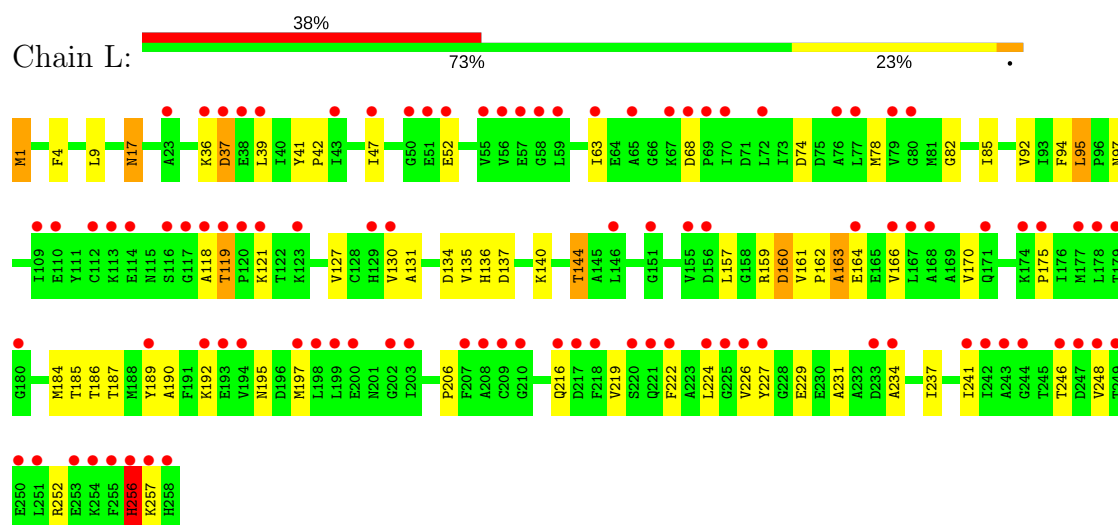 38%
Chain L:
73% 23% •
M1 F4 L9 N17 A23 K36 D37 E38 L39 I40 Y41 P42 I43 I47 G50 E51 E52 V55 V56 E57 G58 L59 I63 E64 A65 G66 K67 D68 P69 I70 D71 L72 I73 D74 D75 A76 L77 M78 V79 G80 M81 G82 I85 V92 I93 F94 L95 P96 N97
I109 E110 Y111 C112 K113 E114 N115 S116 G117 A118 T119 P120 K121 T122 K123 V127 C128 H129 V130 A131 D134 V135 H136 D137 K140 T144 A145 L146 G151 V155 D156 L157 G158 R159 D160 V161 P162 A163 E164 E165 V166 L167 A168 A169 V170 Q171 K174 P175 I176 M177 L178 T179
G180 M184 T185 T186 T187 M188 Y189 A190 F191 K192 E193 V194 N195 D196 M197 L198 L199 E200 N201 G202 I203 P206 F207 A208 C209 G210 Q216 D217 F218 V219 S220 Q221 F222 A223 L224 G225 V226 Y227 G228 E229 E230 A231 A232 D233 A234 I237 I241 I242 A243 G244 T245 T246 D247 V248 T249
E250 L251 R252 E253 K254 F255 H256 K257 H258